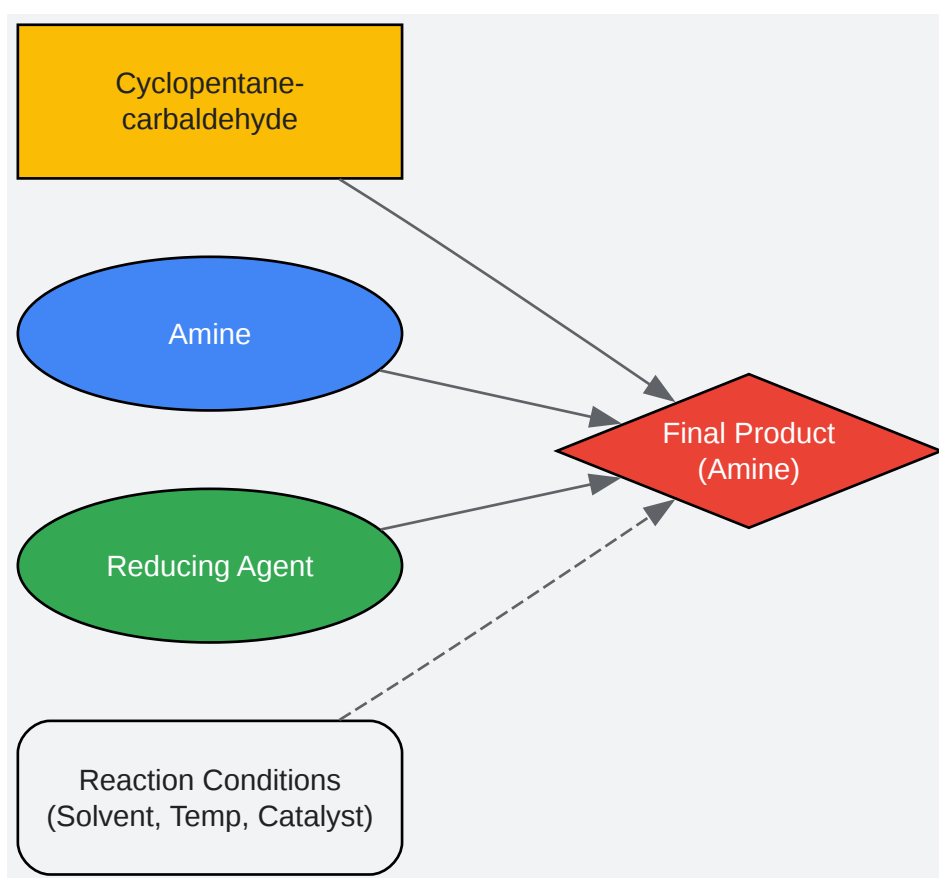 Cyclopentane-
carbaldehyde
Amine
Final Product
(Amine)
Reducing Agent
Reaction Conditions
(Solvent, Temp, Catalyst)